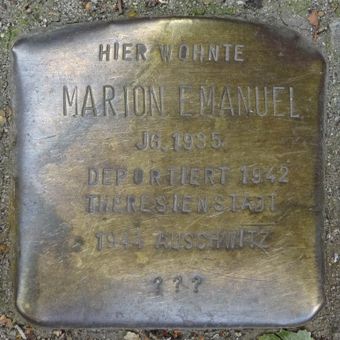 HIER WOHNTE
MARION EMANUEL
JG. 1935
DEPORTIERT 1942
THERESIENSTADT
1944 AUSCHWITZ
???